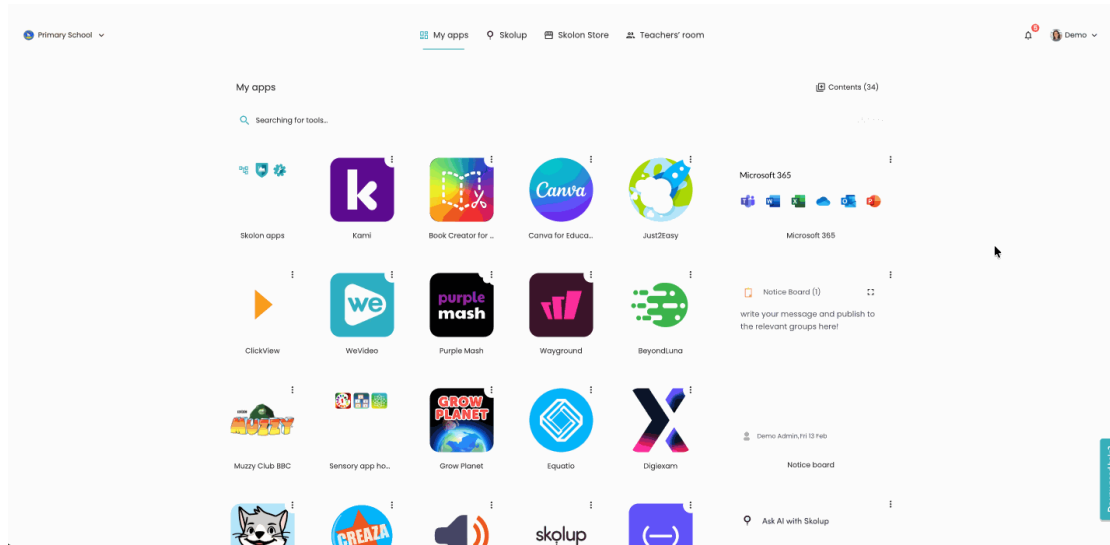 Primary School
My apps
Skolup
Skolon Store
Teachers' room
Demo
My apps
Contents (34)
Searching for tools...
Microsoft 365
k
Canva
Skolon apps
Kami
Book Creator for ...
Canva for Educa...
Just2Easy
Microsoft 365
Notice Board (1)
write your message and publish to
the relevant groups here!
we
purple
mash
ClickView
WeVideo
Purple Mash
Wayground
BeyondLuna
BBC
MUZZY
GROW
PLANET
Demo Admin, Fri 13 Feb
Muzzy Club BBC
Sensory app ho...
Grow Planet
Equatio
Digiexam
Notice board
CREAZA
skolup
Ask AI with Skolup